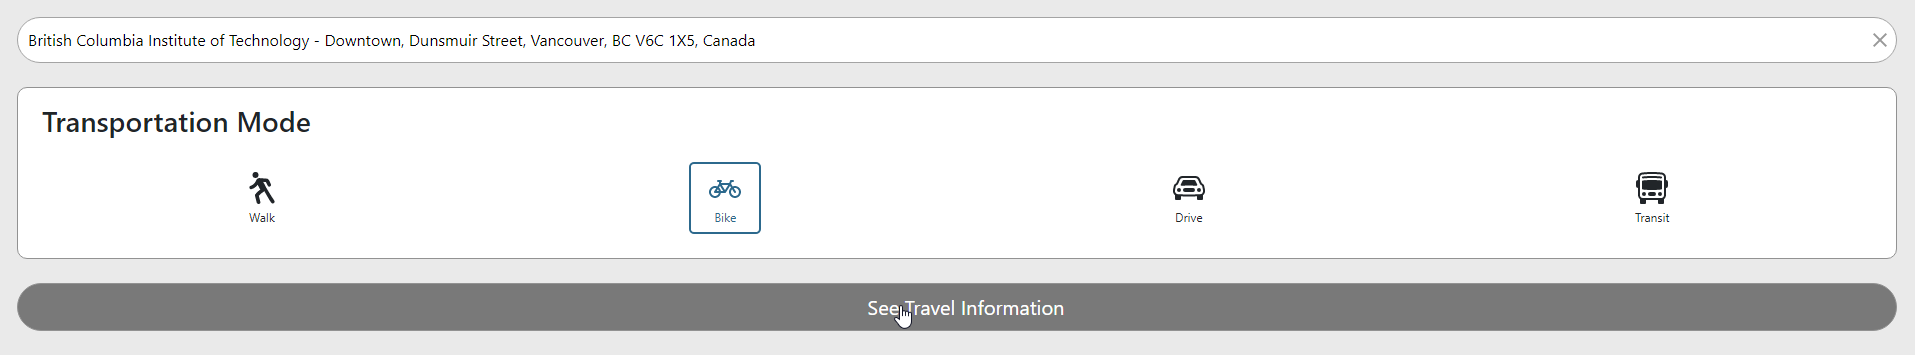 British Columbia Institute of Technology - Downtown, Dunsmuir Street, Vancouver, BC V6C 1X5, Canada
Transportation Mode
Walk
Bike
Drive
Transit
See Travel Information